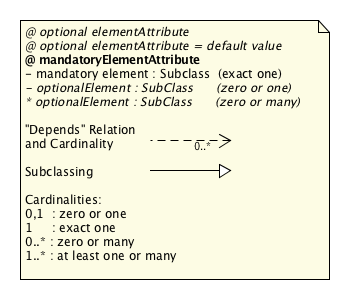 @ optional elementAttribute
@ optional elementAttribute = default value
@ mandatoryElementAttribute
- mandatory element : Subclass (exact one)
- optionalElement : SubClass (zero or one)
* optionalElement : SubClass (zero or many)
"Depends" Relation
and Cardinality
0..*
Subclassing
Cardinalities:
0,1 : zero or one
1 : exact one
0..* : zero or many
1..* : at least one or many